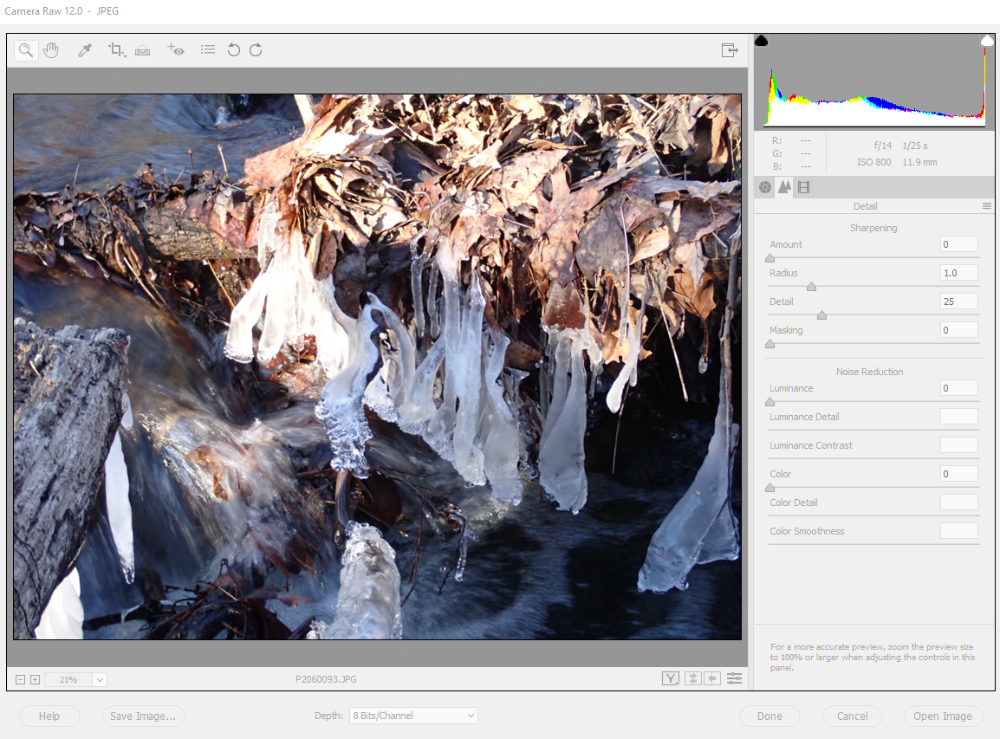 Camera Raw 12.0 - JPEG
R: ---
G: ---
B: ---
f/14 1/25 s
ISO 800 11.9 mm
Detail
Sharpening
Amount 0
Radius 1.0
Detail 25
Masking 0
Noise Reduction
Luminance 0
Luminance Detail
Luminance Contrast
Color 0
Color Detail
Color Smoothness
For a more accurate preview, zoom the preview size
to 100% or larger when adjusting the controls in this
panel.
21%
P2060093.JPG
Y
Help
Save Image...
Depth: 8 Bits/Channel
Done
Cancel
Open Image